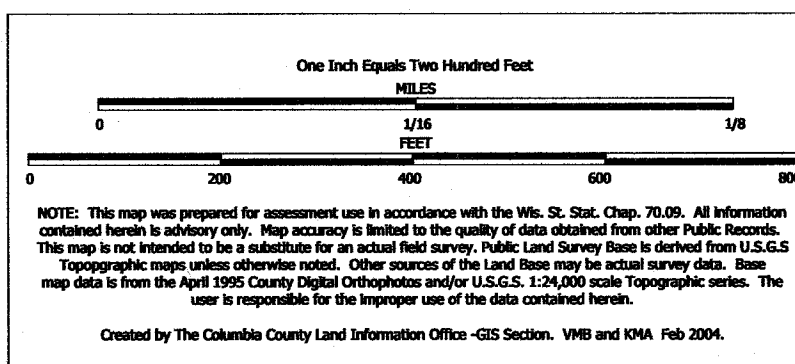 One Inch Equals Two Hundred Feet
MILES
0 1/16 1/8
FEET
0 200 400 600 800
NOTE: This map was prepared for assessment use in accordance with the Wis. St. Stat. Chap. 70.09. All information
contained herein is advisory only. Map accuracy is limited to the quality of data obtained from other Public Records.
This map is not intended to be a substitute for an actual field survey. Public Land Survey Base is derived from U.S.G.S
Topopgraphic maps unless otherwise noted. Other sources of the Land Base may be actual survey data. Base
map data is from the April 1995 County Digital Orthophotos and/or U.S.G.S. 1:24,000 scale Topographic series. The
user is responsible for the improper use of the data contained herein.
Created by The Columbia County Land Information Office -GIS Section. VMB and KMA Feb 2004.